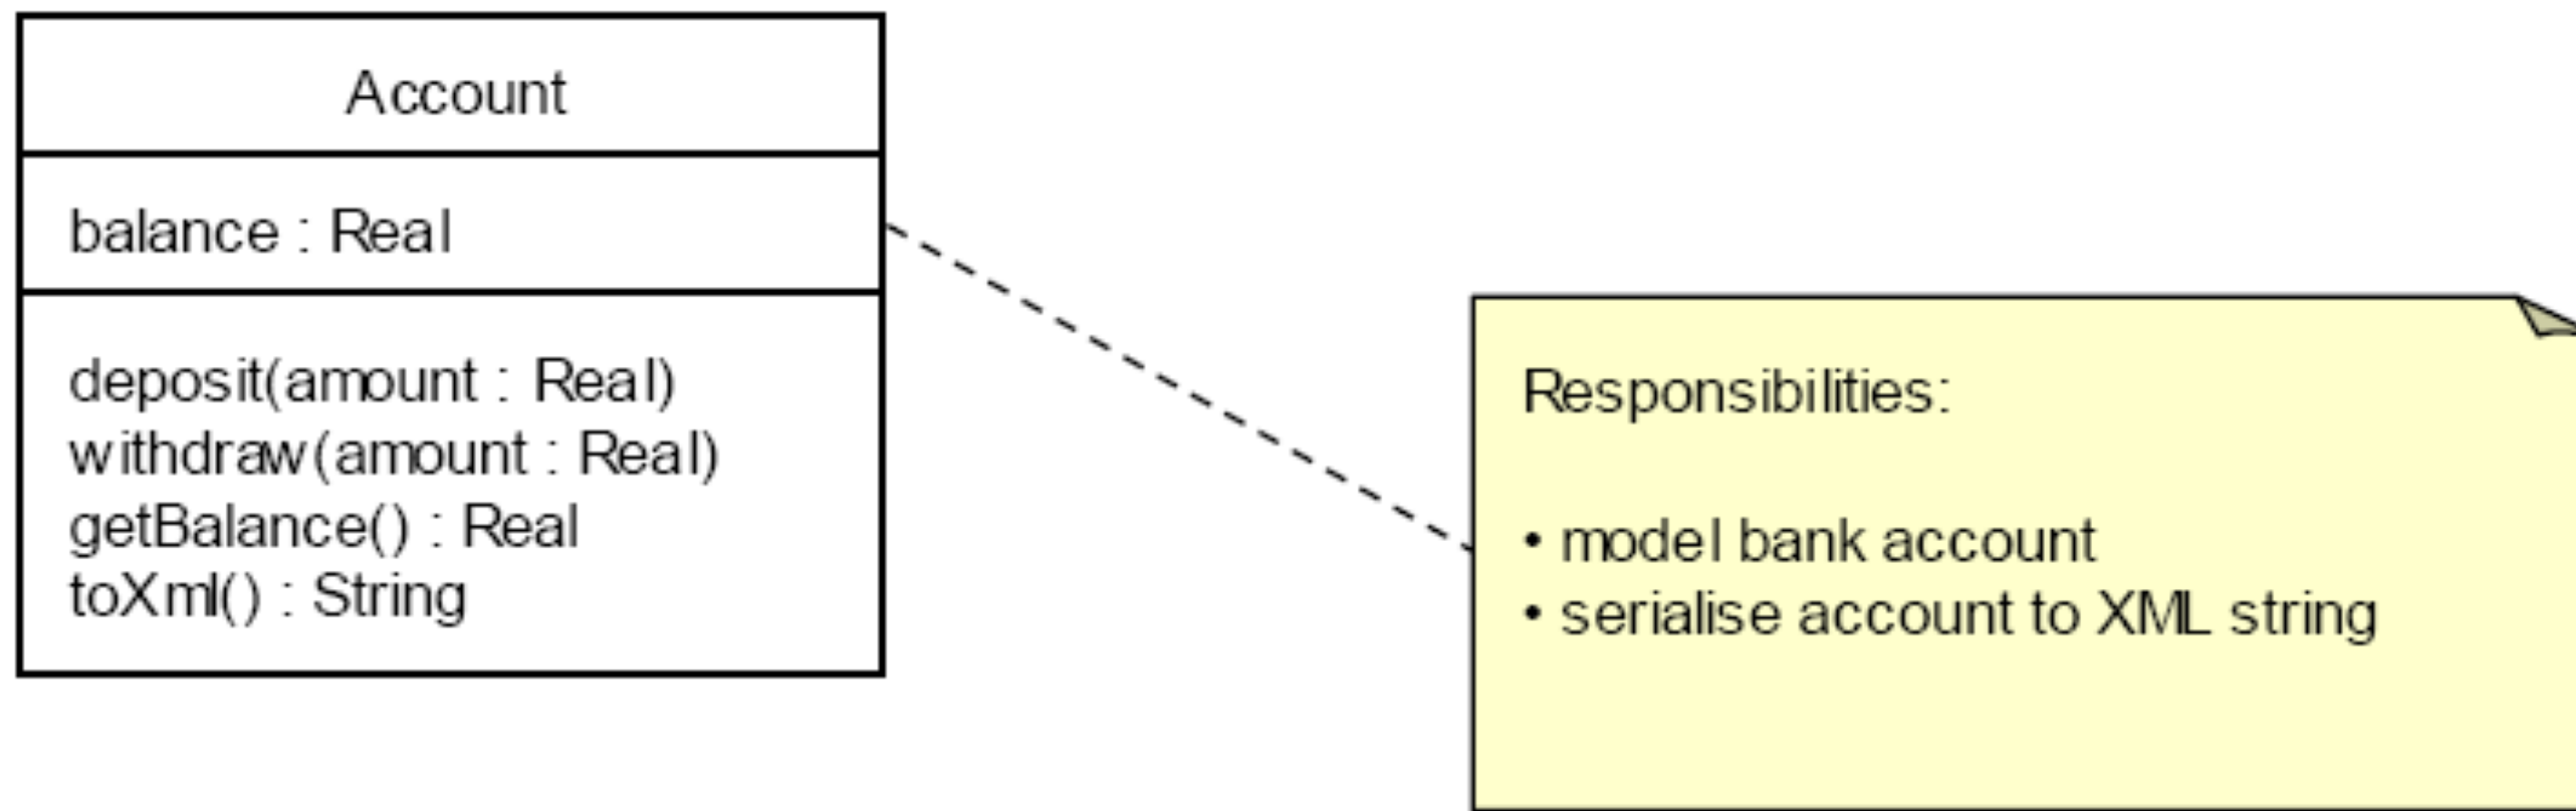 Account
balance : Real
deposit(amount : Real)
withdraw(amount : Real)
getBalance() : Real
toXml() : String
Responsibilities:
• model bank account
• serialise account to XML string